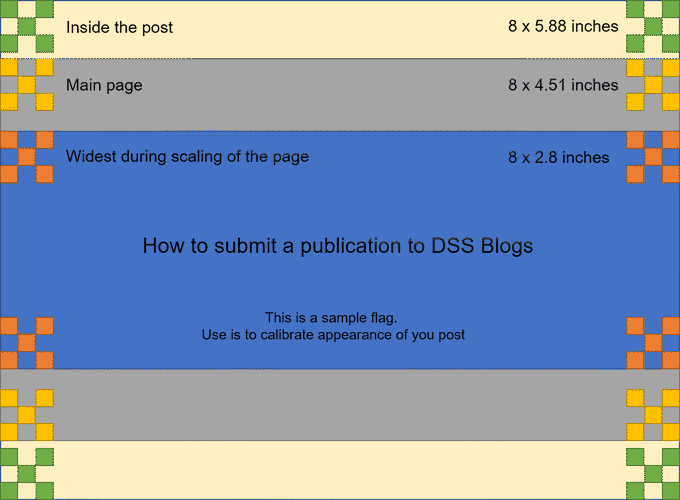 Inside the post 8 x 5.88 inches
Main page 8 x 4.51 inches
Widest during scaling of the page 8 x 2.8 inches
How to submit a publication to DSS Blogs
This is a sample flag.
Use is to calibrate appearance of you post